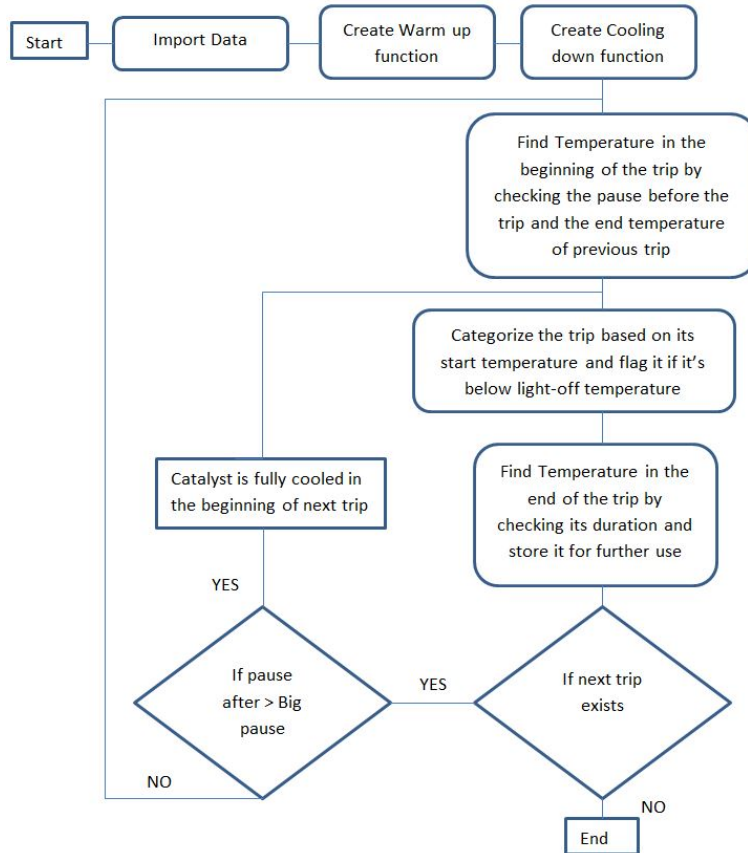 Start
Import Data
Create Warm up
function
Create Cooling
down function
Find Temperature in the
beginning of the trip by
checking the pause before the
trip and the end temperature
of previous trip
Categorize the trip based on its
start temperature and flag it if it's
below light-off temperature
Catalyst is fully cooled in
the beginning of next trip
Find Temperature in the
end of the trip by
checking its duration and
store it for further use
YES
If pause
after > Big
pause
YES
If next trip
exists
NO
NO
End